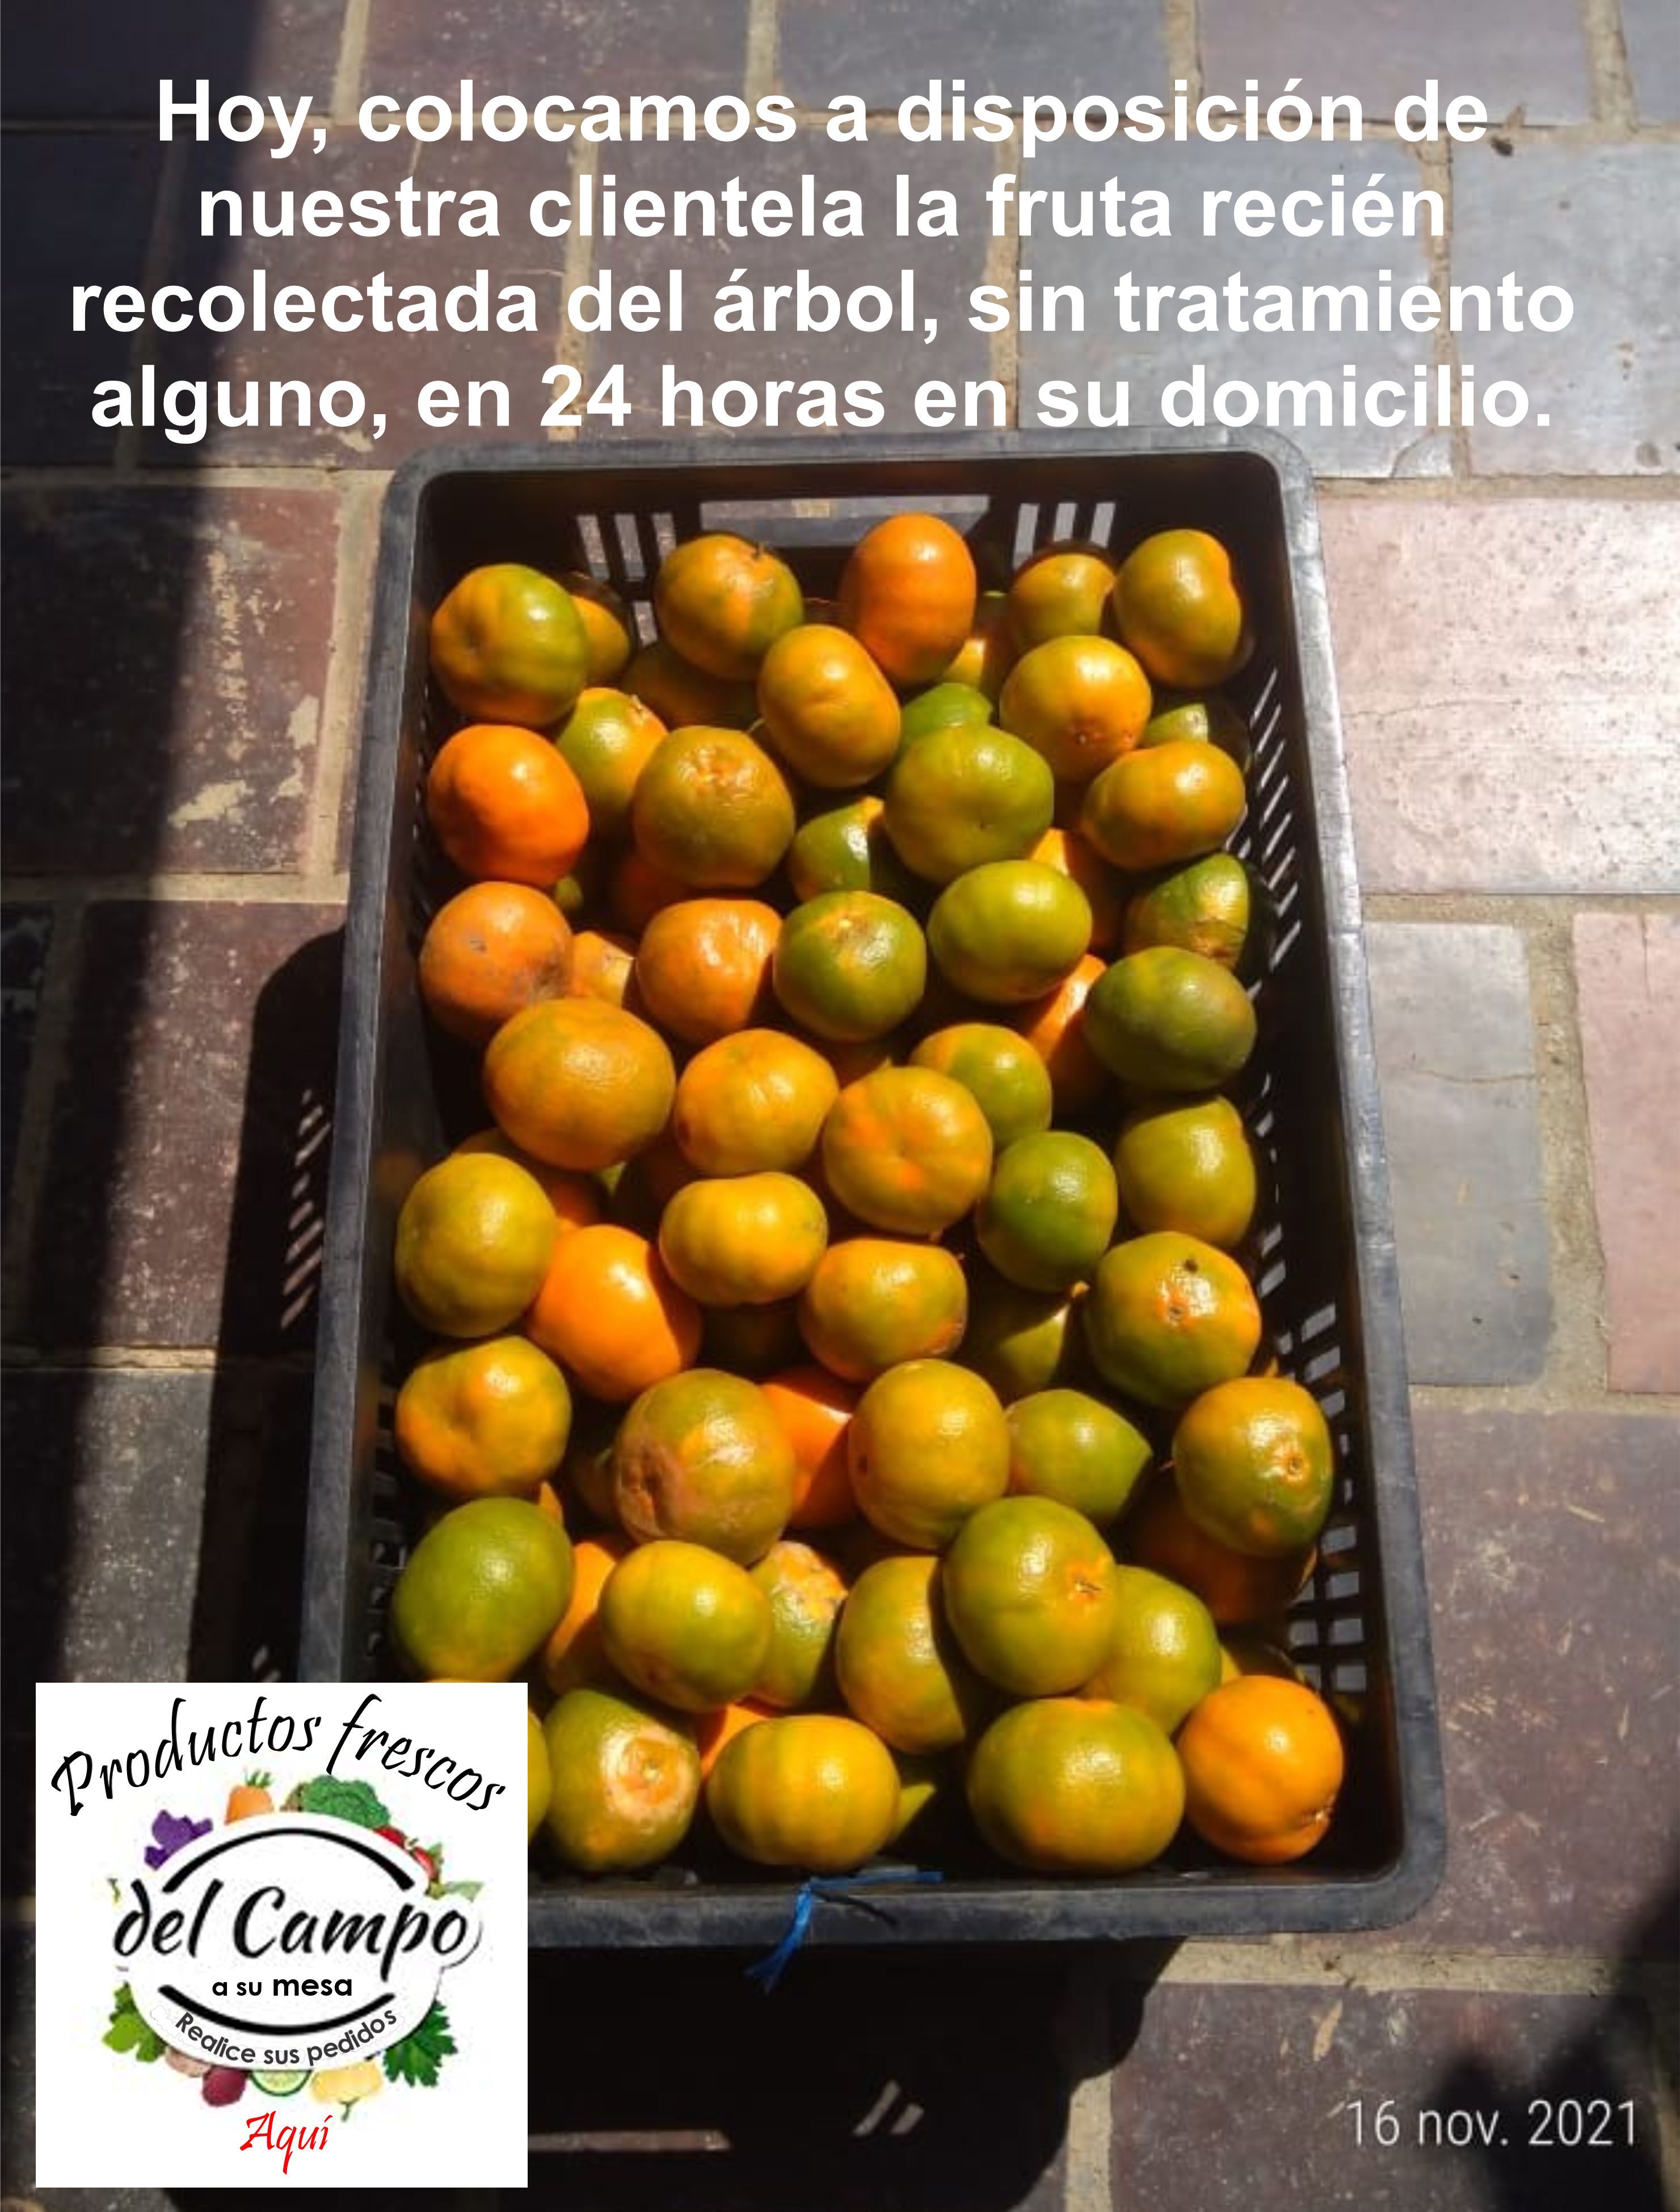 Hoy, colocamos a disposición de
nuestra clientela la fruta recién
recolectada del árbol, sin tratamiento
alguno, en 24 horas en su domicilio.
Productos frescos
del Campo
a su mesa
Realice sus pedidos
Aquí
16 nov. 2021